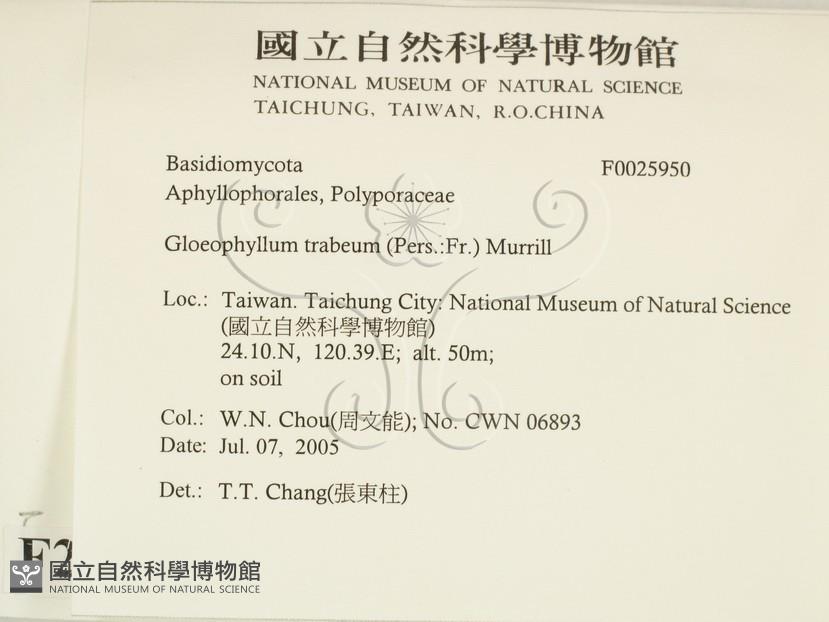 國立自然科學博物館
NATIONAL MUSEUM OF NATURAL SCIENCE
TAICHUNG, TAIWAN, R.O.CHINA
Basidiomycota F0025950
Aphyllophorales, Polyporaceae
Gloeophyllum trabeum (Pers.:Fr.) Murrill
Loc.: Taiwan. Taichung City: National Museum of Natural Science
(國立自然科學博物館)
24.10.N, 120.39.E; alt. 50m;
on soil
Col.: W.N. Chou(周文能); No. CWN 06893
Date: Jul. 07, 2005
Det.: T.T. Chang(張東柱)
國立自然科學博物館
NATIONAL MUSEUM OF NATURAL SCIENCE